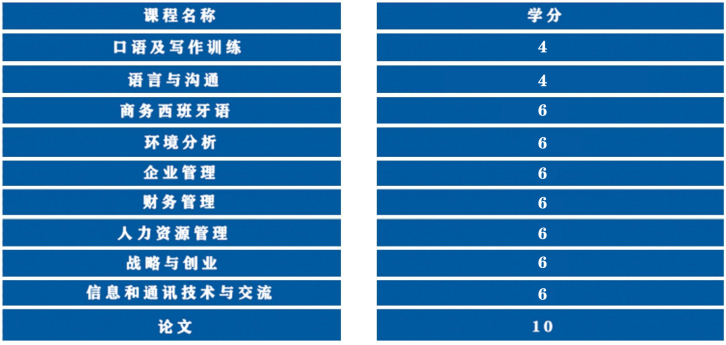 课程名称 学分
口语及写作训练 4
语言与沟通 4
商务西班牙语 6
环境分析 6
企业管理 6
财务管理 6
人力资源管理 6
战略与创业 6
信息和通讯技术与交流 6
论文 10